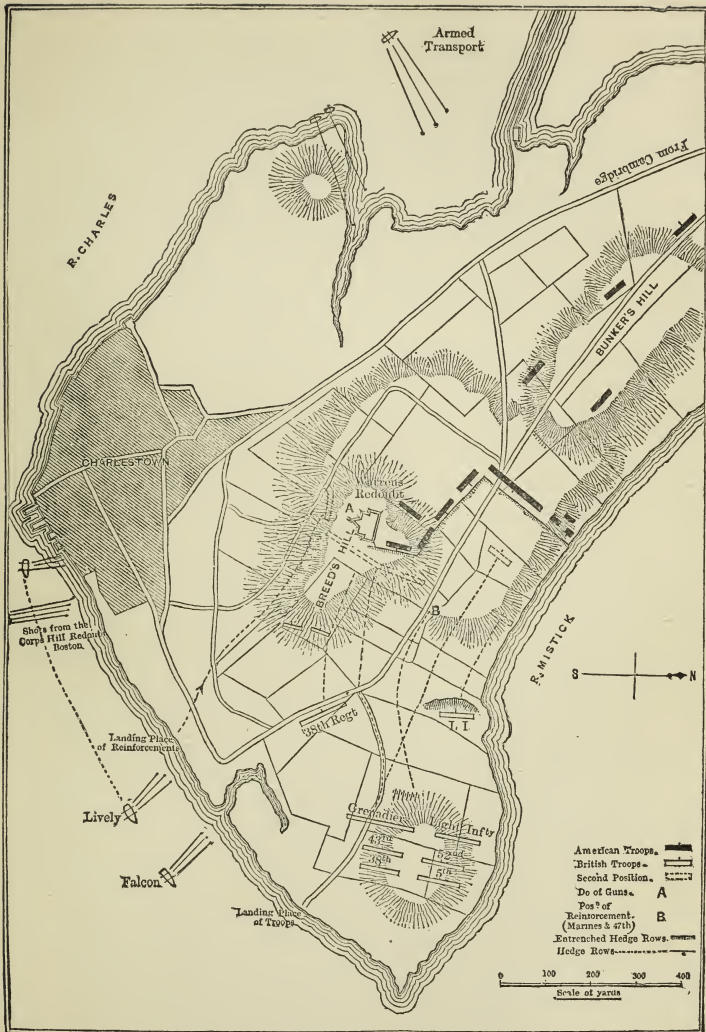 Armed
Transport
From Cambridge
R. CHARLES
BUNKER'S HILL
CHARLESTOWN
Warrens
Redoubt
A
BREED'S HILL
B
R. MISTICK
Shots from the
Corps Hill Redoubt
Boston.
S
N
Landing Place
of Reinforcements
38th Regt
L. I.
Lively
Grenadier
Light Infty
43rd
52nd
38th
5th
Falcon
Landing Place
of Troops
American Troops.
British Troops.
Second Position.
Do of Guns. A
Posn of
Reinforcement. B
(Marines & 47th)
Entrenched Hedge Rows.
Hedge Rows
0 100 200 300 400
Scale of yards